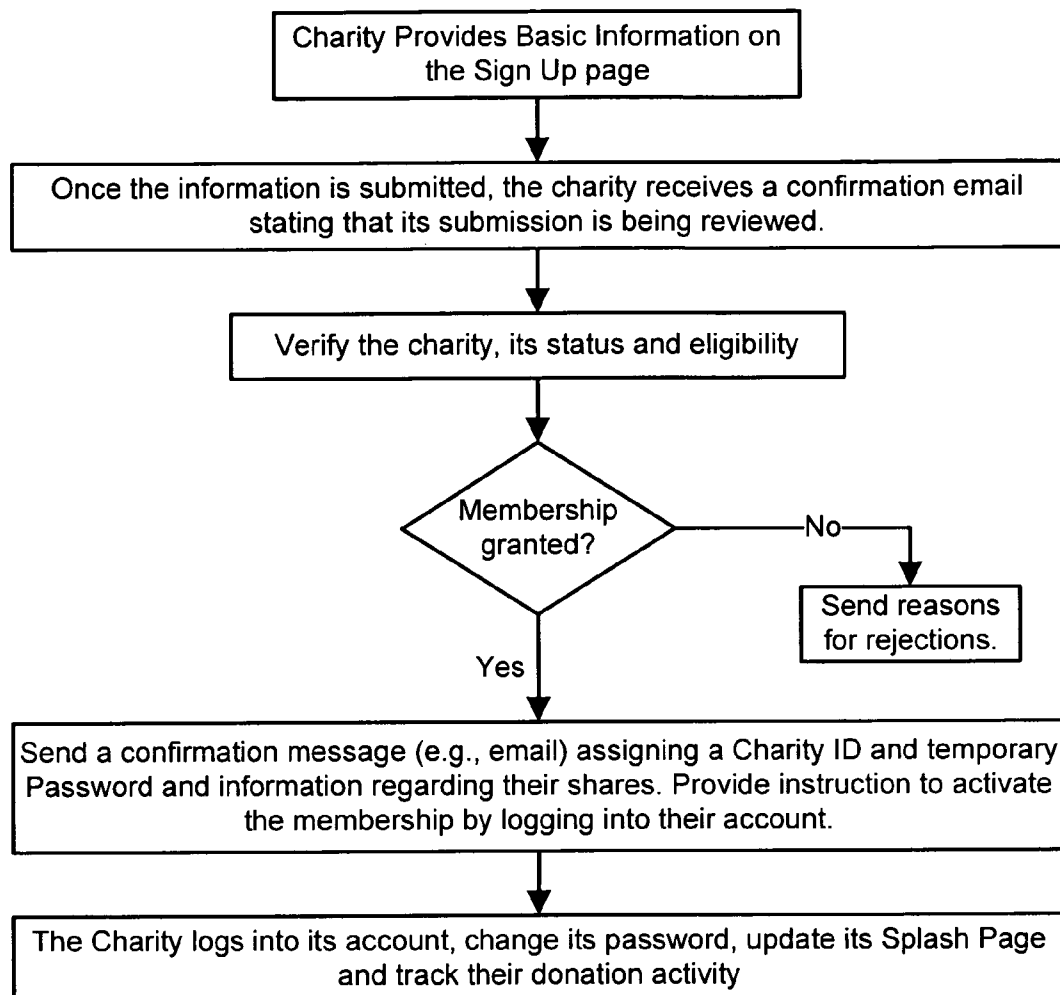 Charity Provides Basic Information on
the Sign Up page
Once the information is submitted, the charity receives a confirmation email
stating that its submission is being reviewed.
Verify the charity, its status and eligibility
Membership
granted?
No
Send reasons
for rejections.
Yes
Send a confirmation message (e.g., email) assigning a Charity ID and temporary
Password and information regarding their shares. Provide instruction to activate
the membership by logging into their account.
The Charity logs into its account, change its password, update its Splash Page
and track their donation activity